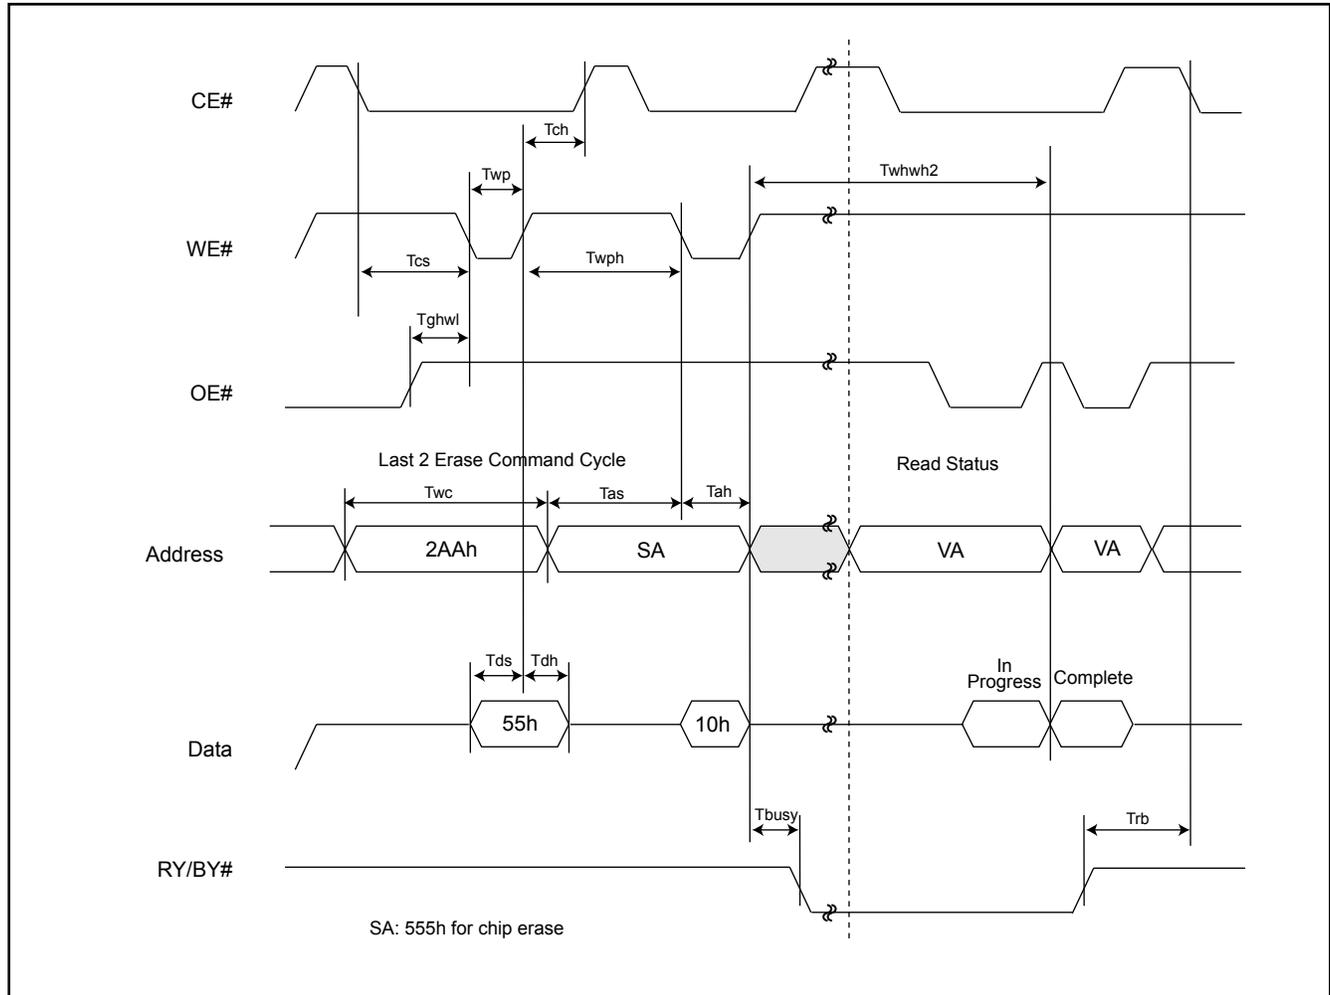 CE#
Tch
Twp
Twhwh2
WE#
Tcs
Twph
Tghwl
OE#
Last 2 Erase Command Cycle
Read Status
Twc
Tas
Tah
Address
2AAh
SA
VA
VA
Tds
Tdh
In
Progress
Complete
55h
10h
Data
Tbusy
Trb
RY/BY#
SA: 555h for chip erase